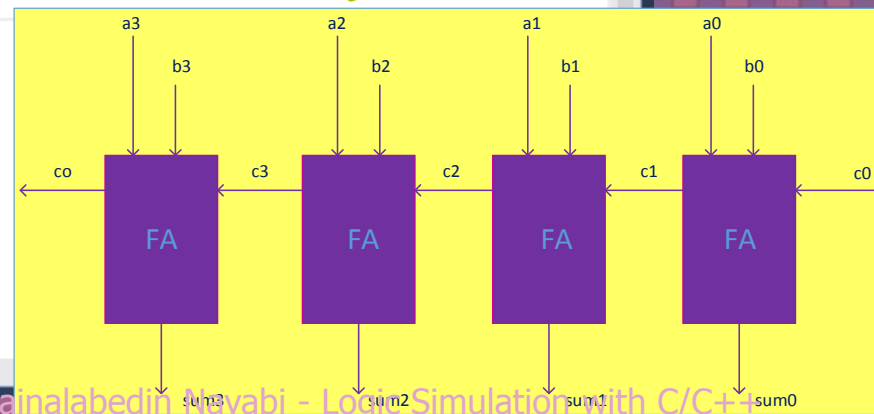 a3 a2 a1 a0
b3 b2 b1 b0
co c3 c2 c1 c0
FA FA FA FA
sum3 sum2 sum1 sum0
ainalabedin Navabi - Logic Simulation with C/C++